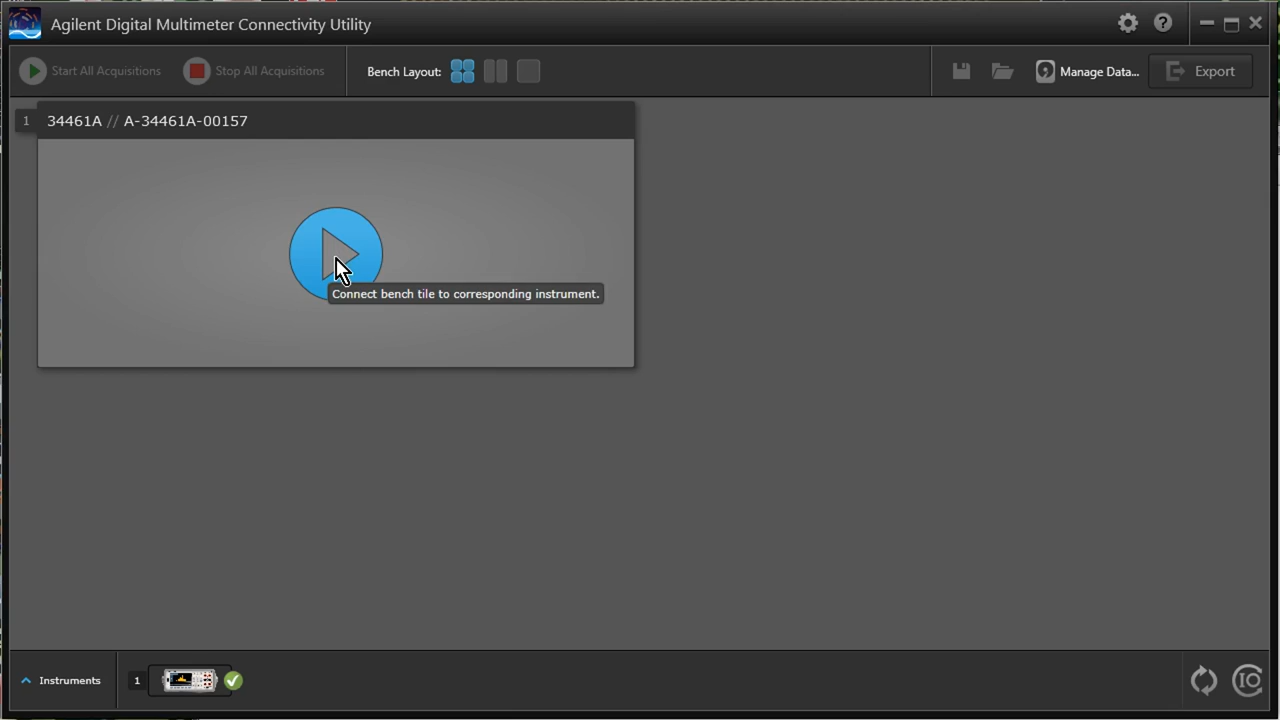 Agilent Digital Multimeter Connectivity Utility
Start All Acquisitions
Stop All Acquisitions
Bench Layout:
Manage Data...
Export
1
34461A // A-34461A-00157
Connect bench tile to corresponding instrument.
Instruments
1
IO